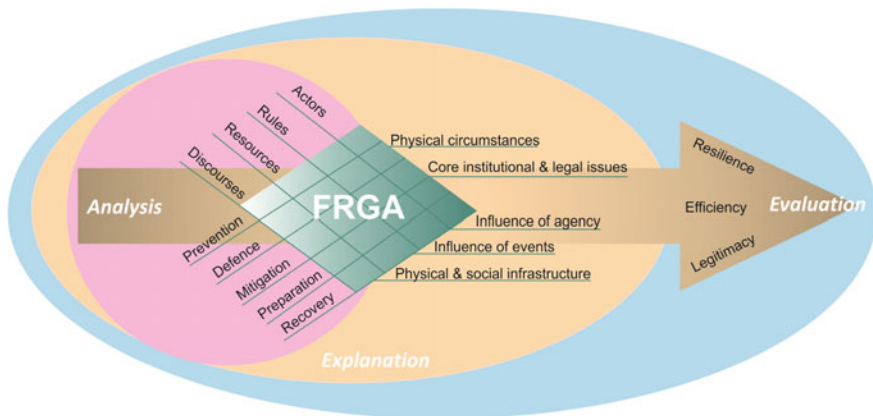 Actors
Rules
Resources
Discourses
Physical circumstances
Core institutional & legal issues
Resilience
Analysis
FRGA
Influence of agency
Efficiency
Evaluation
Prevention
Defence
Mitigation
Preparation
Recovery
Influence of events
Physical & social infrastructure
Legitimacy
Explanation